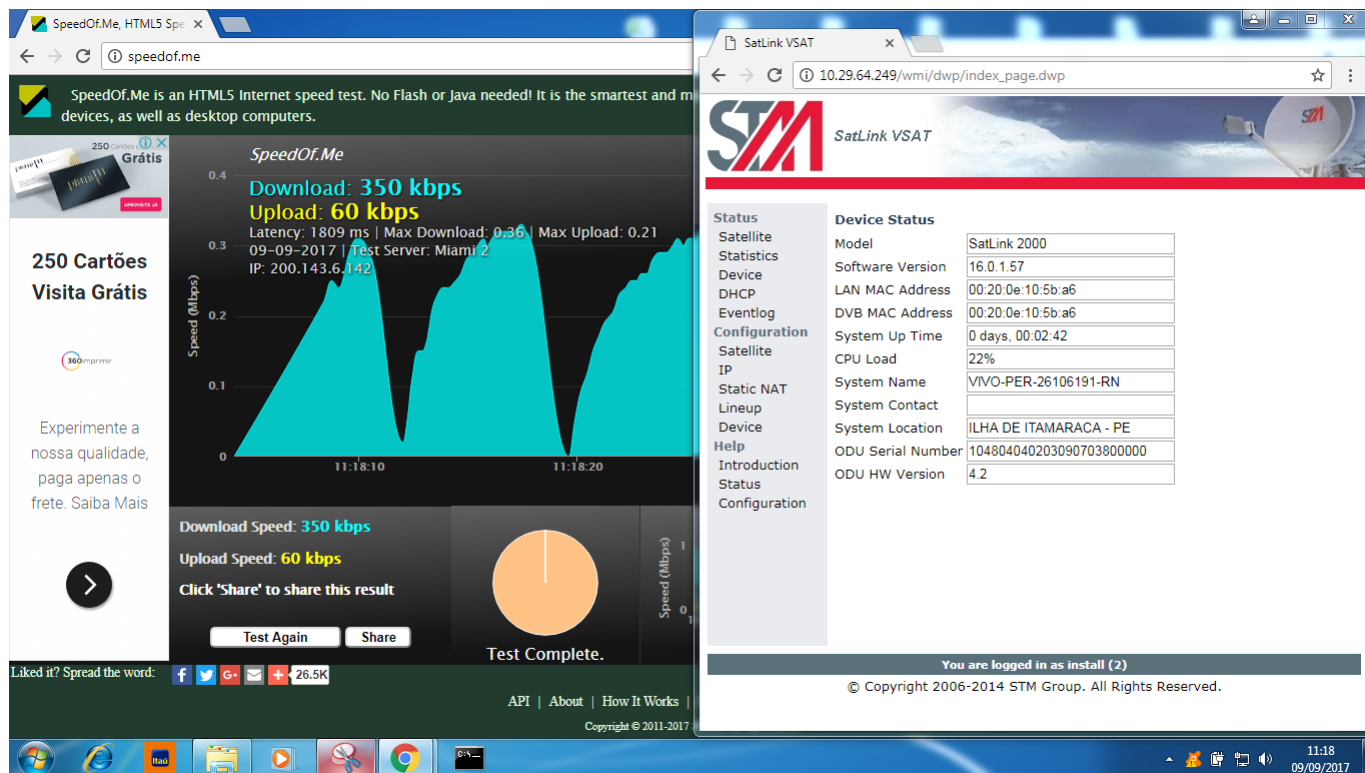 SpeedOf.Me, HTML5 Spe
speedof.me
SpeedOf.Me is an HTML5 Internet speed test. No Flash or Java needed! It is the smartest and m
devices, as well as desktop computers.
250 Cartões
Grátis
APROVEITE JÁ
250 Cartões
Visita Grátis
360imprimir
Experimente a
nossa qualidade,
paga apenas o
frete. Saiba Mais
SpeedOf.Me
Download: 350 kbps
Upload: 60 kbps
Latency: 1809 ms | Max Download: 0.36 | Max Upload: 0.21
09-09-2017 | Test Server: Miami 2
IP: 200.143.6.142
Speed (Mbps)
0.4
0.3
0.2
0.1
0
11:18:10
11:18:20
Download Speed: 350 kbps
Upload Speed: 60 kbps
Click 'Share' to share this result
Test Again
Share
Test Complete.
Speed (Mbps)
1
0
Liked it? Spread the word:
26.5K
API | About | How It Works |
Copyright © 2011-2017
SatLink VSAT
10.29.64.249/wmi/dwp/index_page.dwp
STM
SatLink VSAT
STM
Status
Satellite
Statistics
Device
DHCP
Eventlog
Configuration
Satellite
IP
Static NAT
Lineup
Device
Help
Introduction
Status
Configuration
Device Status
Model SatLink 2000
Software Version 16.0.1.57
LAN MAC Address 00:20:0e:10:5b:a6
DVB MAC Address 00:20:0e:10:5b:a6
System Up Time 0 days, 00:02:42
CPU Load 22%
System Name VIVO-PER-26106191-RN
System Contact
System Location ILHA DE ITAMARACA - PE
ODU Serial Number 104804040203090703800000
ODU HW Version 4.2
You are logged in as install (2)
© Copyright 2006-2014 STM Group. All Rights Reserved.
Itaú
C:\_
11:18
09/09/2017